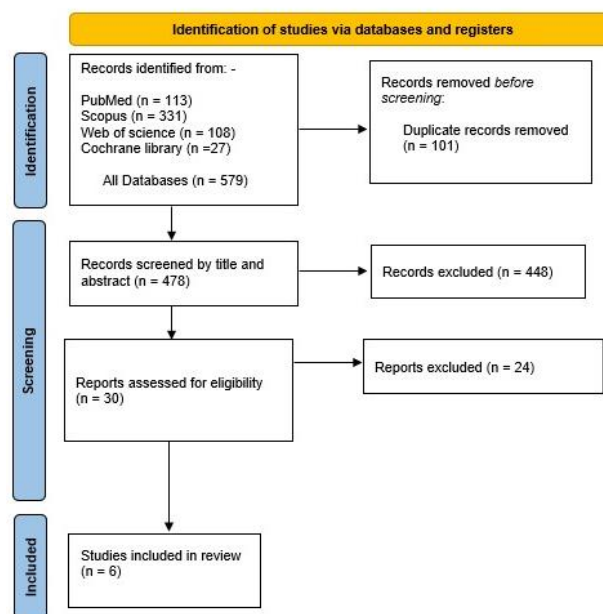 Identification of studies via databases and registers
Identification
Records identified from: -
PubMed (n = 113)
Scopus (n = 331)
Web of science (n = 108)
Cochrane library (n =27)
All Databases (n = 579)
Records removed before
screening:
Duplicate records removed
(n = 101)
Screening
Records screened by title and
abstract (n = 478)
Records excluded (n = 448)
Reports assessed for eligibility
(n = 30)
Reports excluded (n = 24)
Included
Studies included in review
(n = 6)